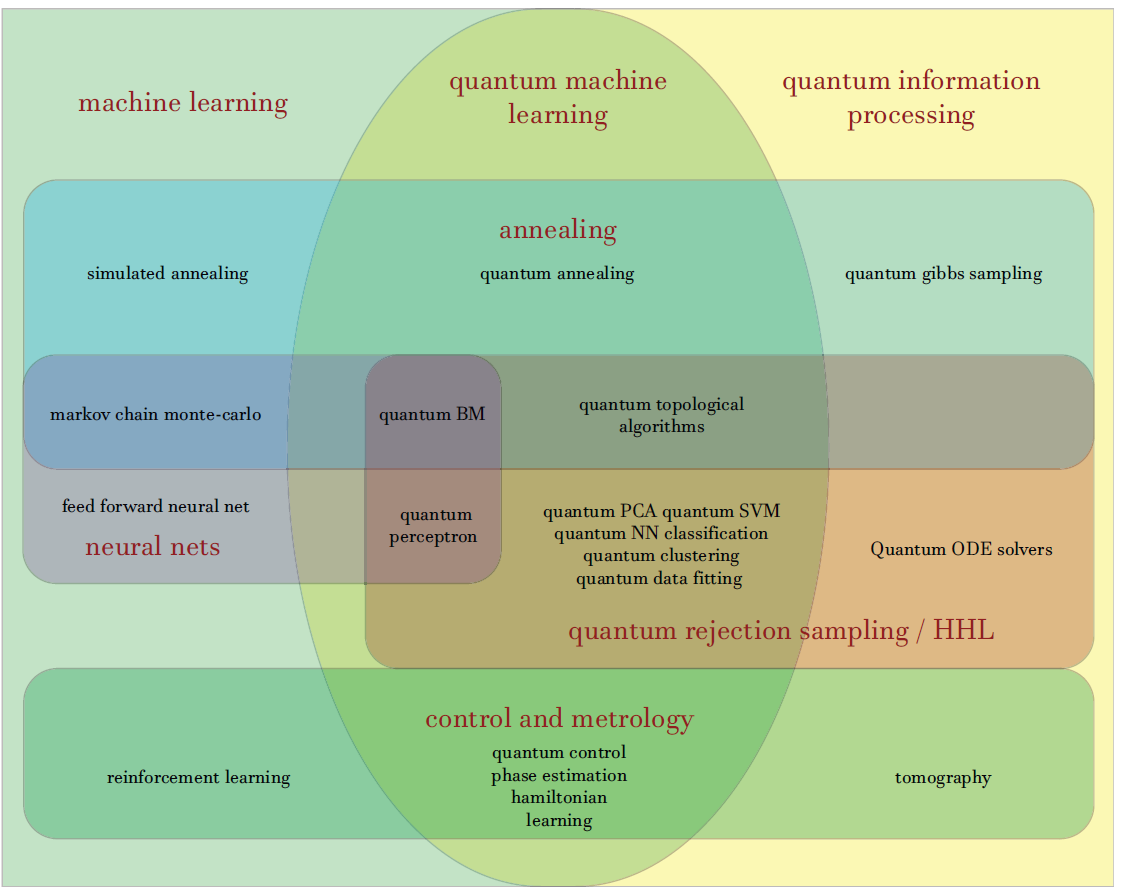 machine learning
quantum machine
learning
quantum information
processing
annealing
simulated annealing
quantum annealing
quantum gibbs sampling
markov chain monte-carlo
quantum BM
quantum topological
algorithms
feed forward neural net
neural nets
quantum
perceptron
quantum PCA quantum SVM
quantum NN classification
quantum clustering
quantum data fitting
Quantum ODE solvers
quantum rejection sampling / HHL
control and metrology
reinforcement learning
quantum control
phase estimation
hamiltonian
learning
tomography